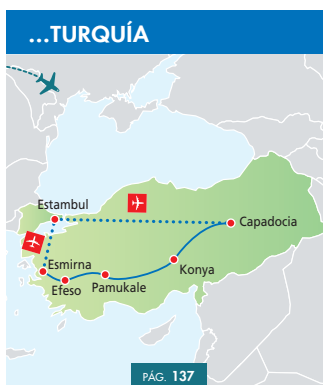 ...TURQUÍA
Estambul
Capadocia
Esmirna
Konya
Efeso
Pamukale
PÁG. 137